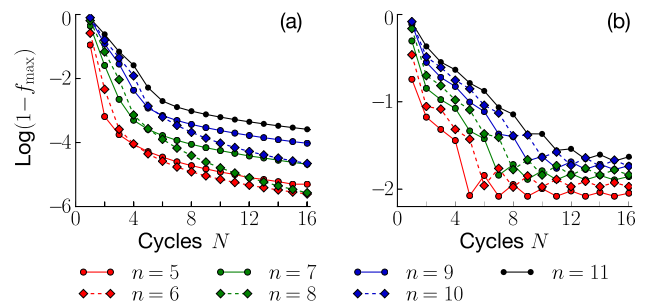 0
−2
−4
−6
Log(1−f_max)
(a)
0 4 8 12 16
Cycles N
0
−1
−2
(b)
0 4 8 12 16
Cycles N
n = 5
n = 7
n = 9
n = 11
n = 6
n = 8
n = 10